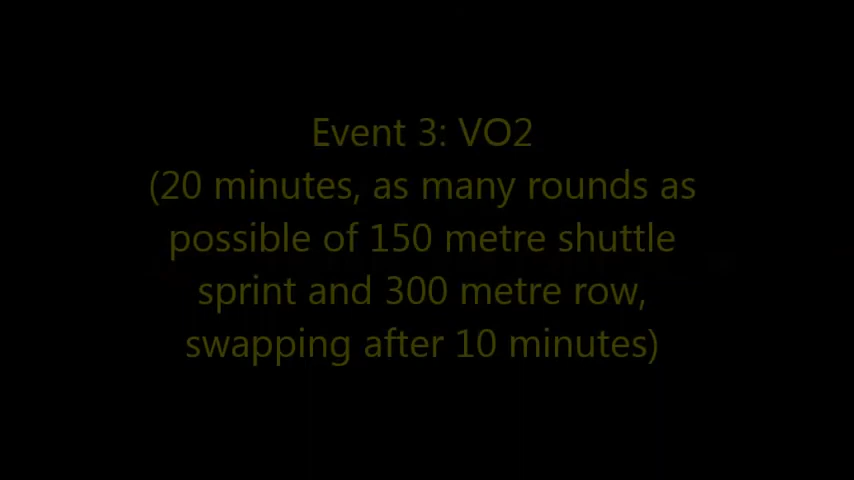 Event 3: VO2
(20 minutes, as many rounds as
possible of 150 metre shuttle
sprint and 300 metre row,
swapping after 10 minutes)